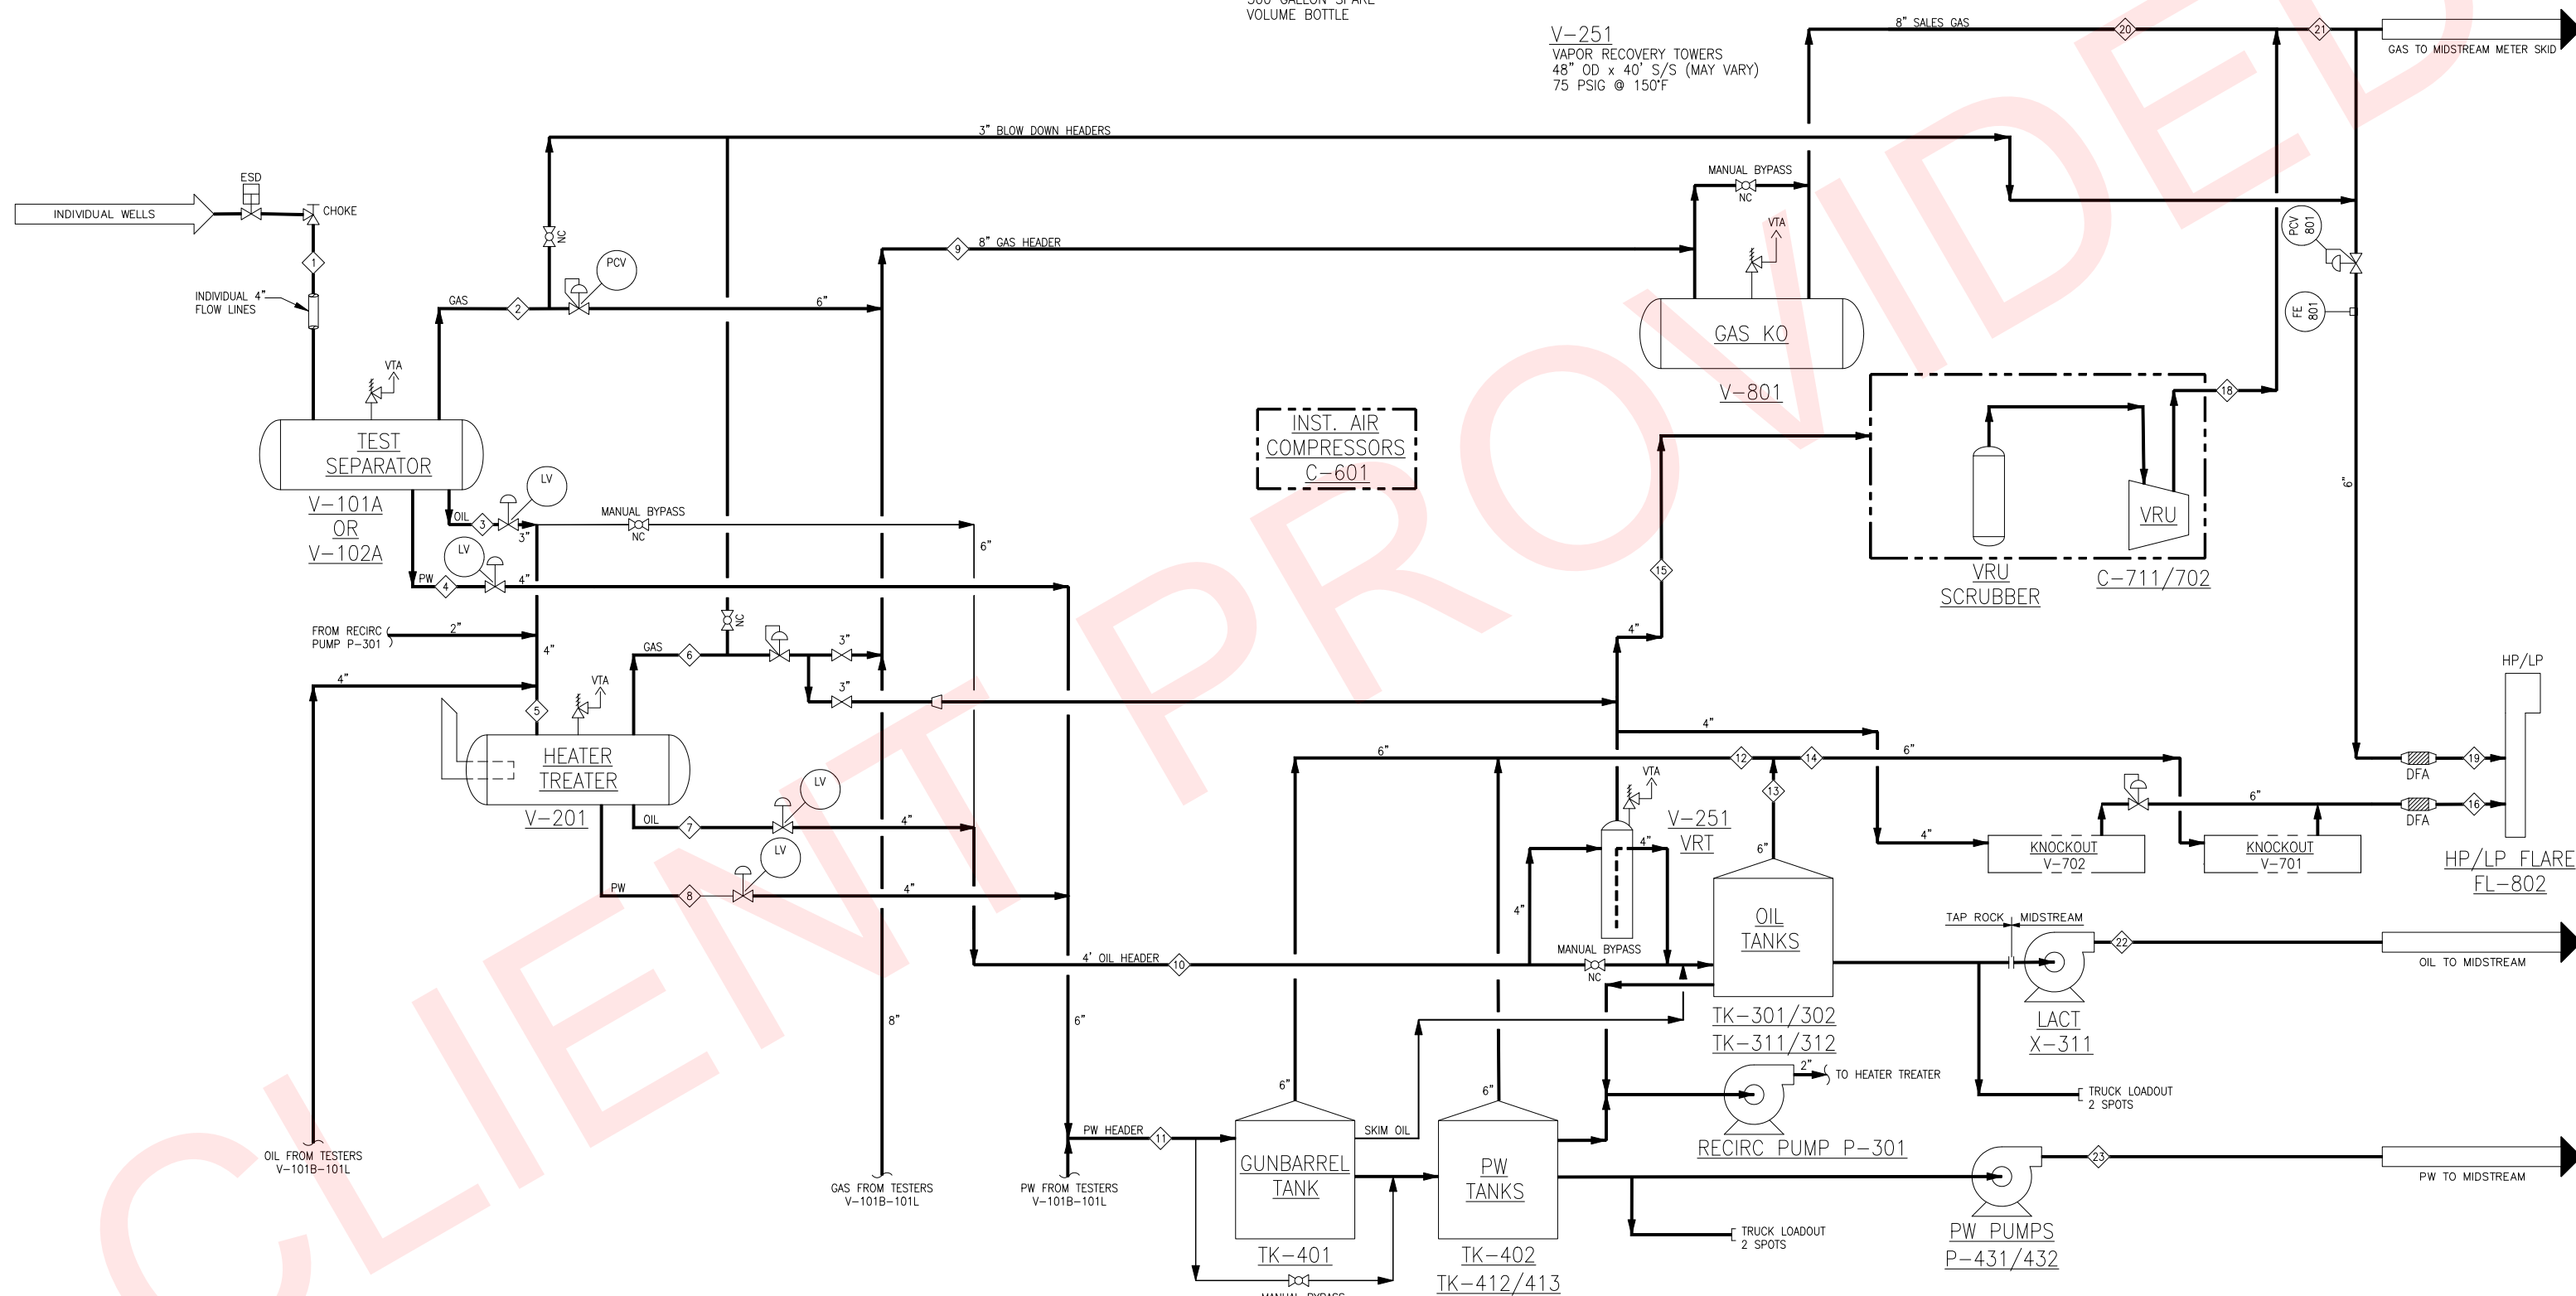 500 GALLON SPARE
VOLUME BOTTLE
V-251
VAPOR RECOVERY TOWERS
48" OD x 40' S/S (MAY VARY)
75 PSIG @ 150°F
8" SALES GAS
20
21
GAS TO MIDSTREAM METER SKID
3" BLOW DOWN HEADERS
ESD
INDIVIDUAL WELLS
CHOKE
MANUAL BYPASS
NC
VTA
PCV
801
NC
9
8" GAS HEADER
PCV
1
INDIVIDUAL 4"
FLOW LINES
GAS
2
6"
FE
801
GAS KO
V-801
VTA
TEST
SEPARATOR
V-101A
OR
V-102A
INST. AIR
COMPRESSORS
C-601
18
6"
LV
OIL
3
3"
MANUAL BYPASS
NC
6"
VRU
VRU
SCRUBBER
C-711/702
LV
PW
4
4"
15
FROM RECIRC
PUMP P-301
2"
4"
NC
GAS
6
3"
4"
3"
4"
VTA
5
HEATER
TREATER
V-201
HP/LP
4"
6"
12
14
6"
13
VTA
19
DFA
6"
16
DFA
LV
OIL
7
4"
V-251
VRT
4"
6"
4"
KNOCKOUT
V-702
KNOCKOUT
V-701
HP/LP FLARE
FL-802
LV
PW
8
4"
4"
OIL
TANKS
TAP ROCK
MIDSTREAM
22
OIL TO MIDSTREAM
4' OIL HEADER
10
MANUAL BYPASS
NC
8"
6"
TK-301/302
TK-311/312
LACT
X-311
6"
6"
2"
TO HEATER TREATER
TRUCK LOADOUT
2 SPOTS
RECIRC PUMP P-301
PW HEADER
11
SKIM OIL
OIL FROM TESTERS
V-101B-101L
GUNBARREL
TANK
PW
TANKS
23
PW TO MIDSTREAM
GAS FROM TESTERS
V-101B-101L
PW FROM TESTERS
V-101B-101L
TRUCK LOADOUT
2 SPOTS
PW PUMPS
P-431/432
TK-401
TK-402
TK-412/413
MANUAL BYPASS
CLIENT PROVIDED